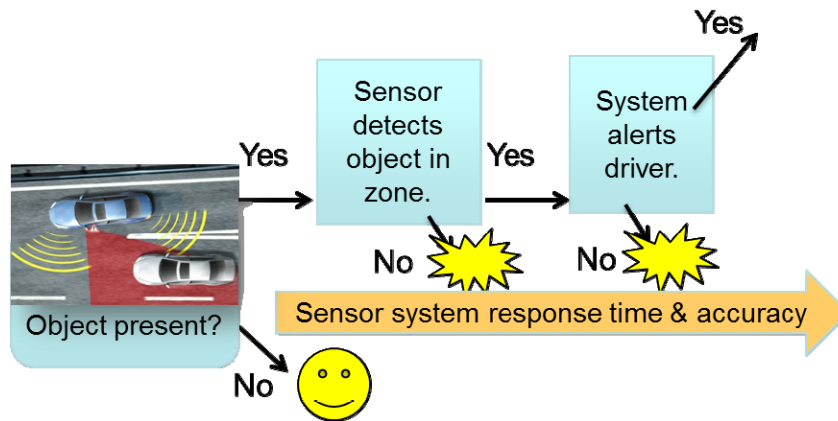 Yes
Sensor
detects
object in
zone.
System
alerts
driver.
Yes
Yes
No
No
Sensor system response time & accuracy
Object present?
No